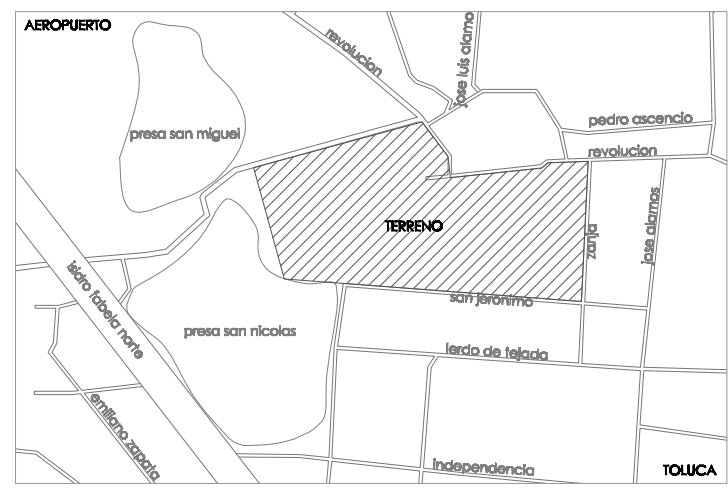 AEROPUERTO
revolucion
jose luis alamo
presa san miguel
pedro ascencio
revolucion
TERRENO
zanja
jose alamos
isidro fabela norte
san jeronimo
presa san nicolas
lerdo de tejada
emiliano zapata
independencia
TOLUCA